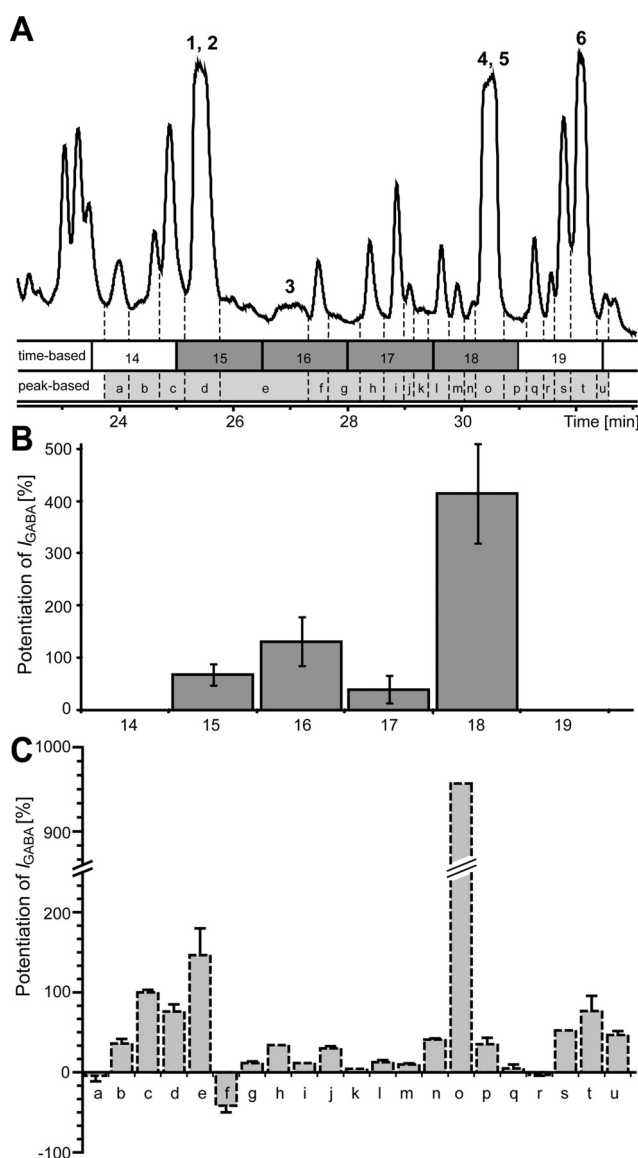 A
1, 2
4, 5
6
3
time-based 14 15 16 17 18 19
peak-based a b c d e f g h i j k l m n o p q r s t u
24 26 28 30 Time [min]
B
Potentiation of IGABA [%]
500
400
300
200
100
0
14 15 16 17 18 19
C
Potentiation of IGABA [%]
1000
900
200
100
0
-100
a b c d e f g h i j k l m n o p q r s t u